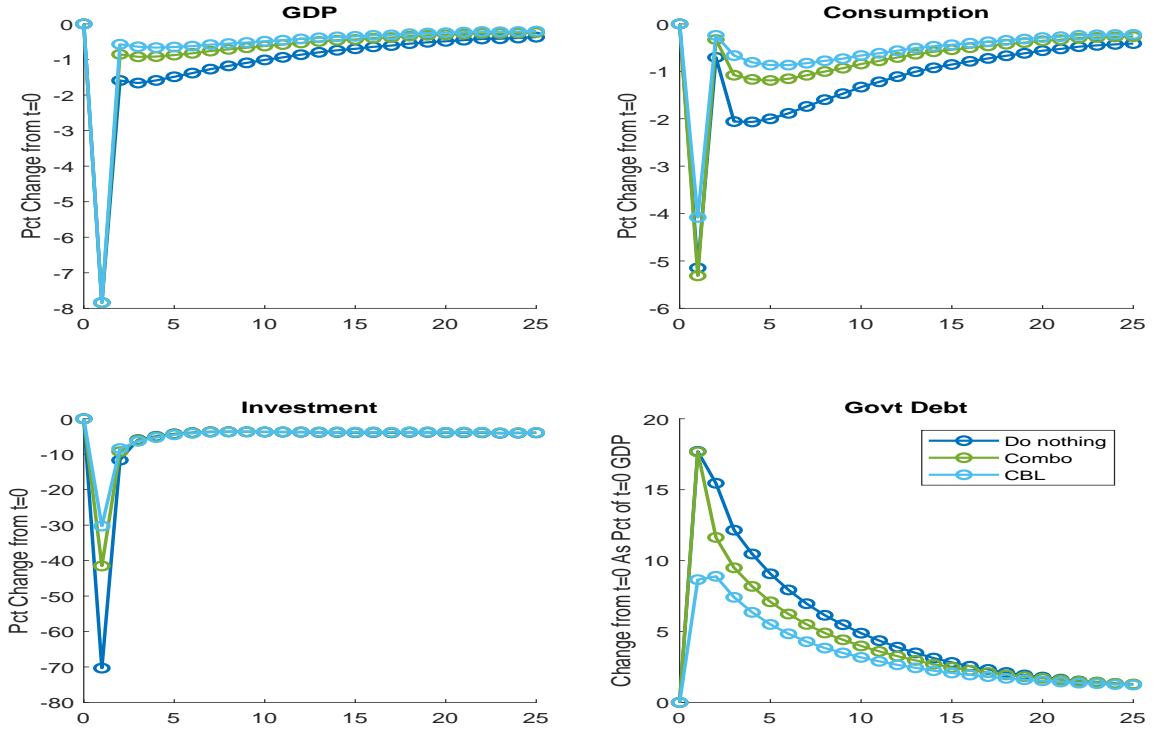 GDP
Pct Change from t=0
0
-1
-2
-3
-4
-5
-6
-7
-8
0 5 10 15 20 25
Consumption
Pct Change from t=0
0
-1
-2
-3
-4
-5
-6
0 5 10 15 20 25
Investment
Pct Change from t=0
0
-10
-20
-30
-40
-50
-60
-70
-80
0 5 10 15 20 25
Govt Debt
Change from t=0 As Pct of t=0 GDP
20
15
10
5
0
0 5 10 15 20 25
Do nothing
Combo
CBL